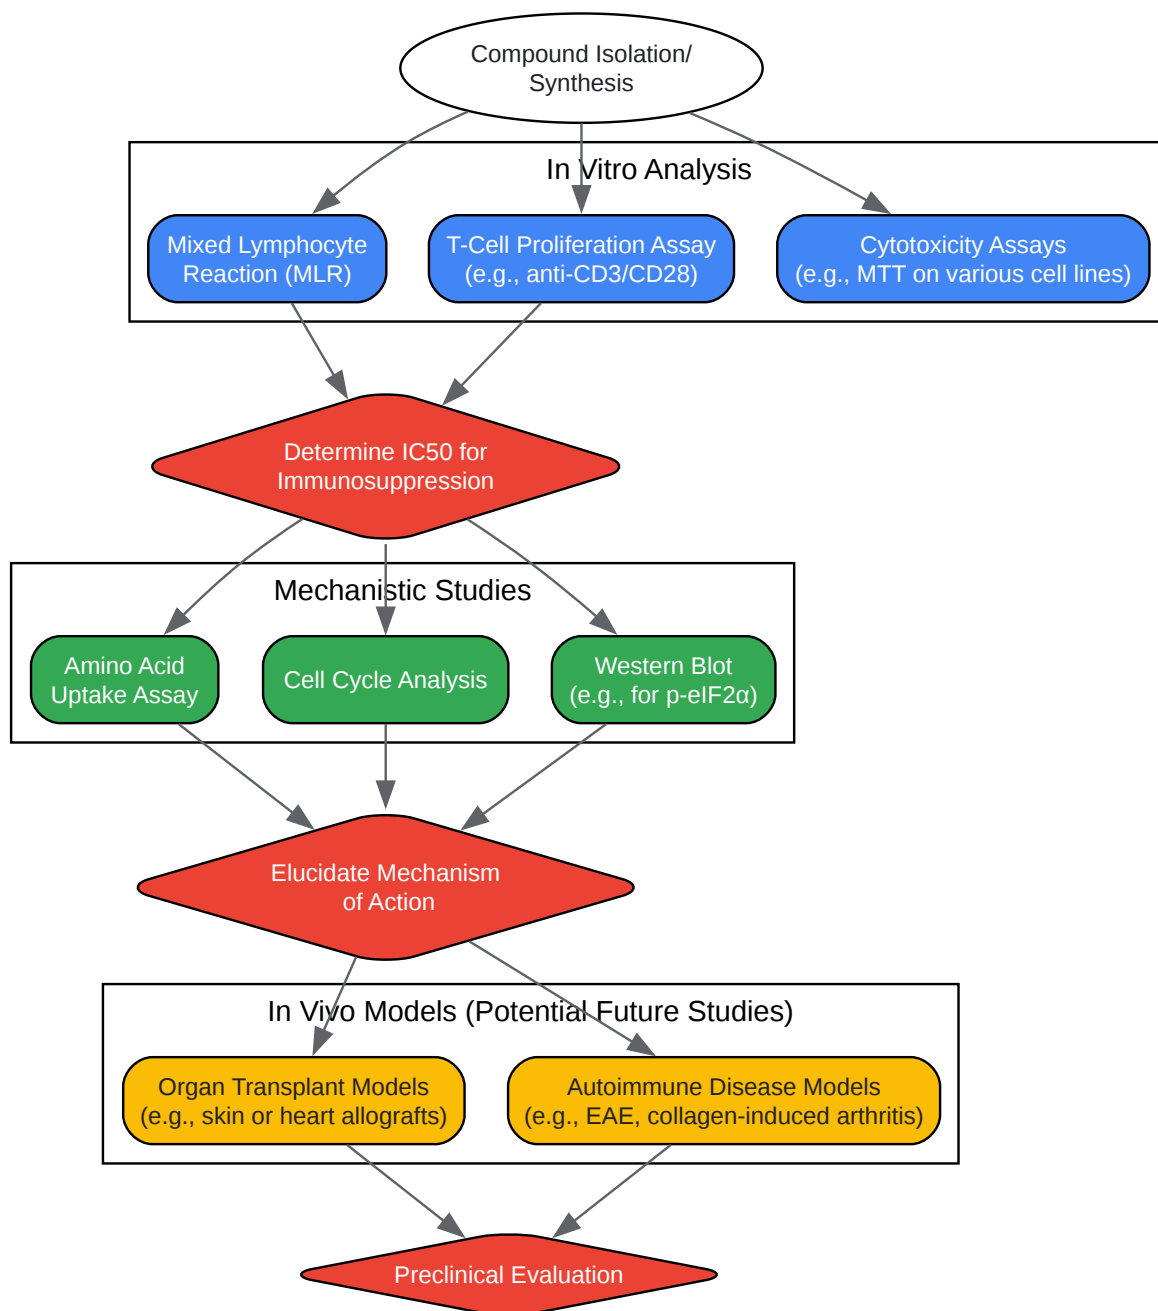 Compound Isolation/
Synthesis
In Vitro Analysis
Mixed Lymphocyte
Reaction (MLR)
T-Cell Proliferation Assay
(e.g., anti-CD3/CD28)
Cytotoxicity Assays
(e.g., MTT on various cell lines)
Determine IC50 for
Immunosuppression
Mechanistic Studies
Amino Acid
Uptake Assay
Cell Cycle Analysis
Western Blot
(e.g., for p-eIF2α)
Elucidate Mechanism
of Action
In Vivo Models (Potential Future Studies)
Organ Transplant Models
(e.g., skin or heart allografts)
Autoimmune Disease Models
(e.g., EAE, collagen-induced arthritis)
Preclinical Evaluation